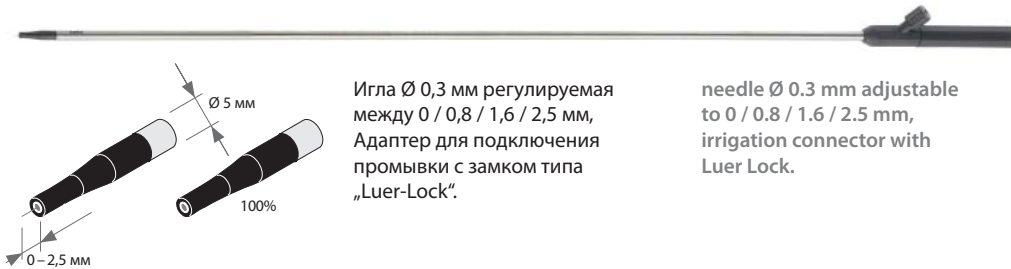 Ø 5 мм
100%
0–2,5 мм
Игла Ø 0,3 мм регулируемая
между 0 / 0,8 / 1,6 / 2,5 мм,
Адаптер для подключения
промывки с замком типа
„Luer-Lock“.
needle Ø 0.3 mm adjustable
to 0 / 0.8 / 1.6 / 2.5 mm,
irrigation connector with
Luer Lock.